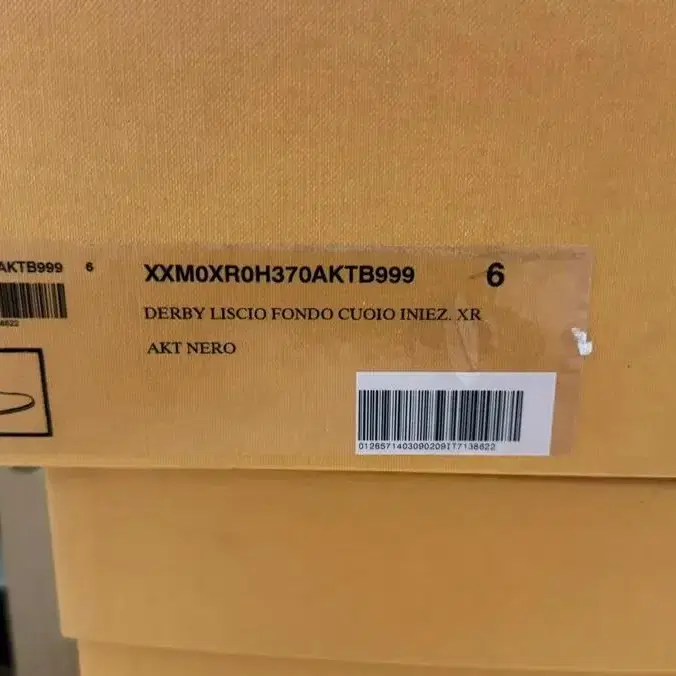 AKTB999 6
XXM0XR0H370AKTB999 6
DERBY LISCIO FONDO CUOIO INIEZ. XR
AKT NERO
0126571403090209IT7138622